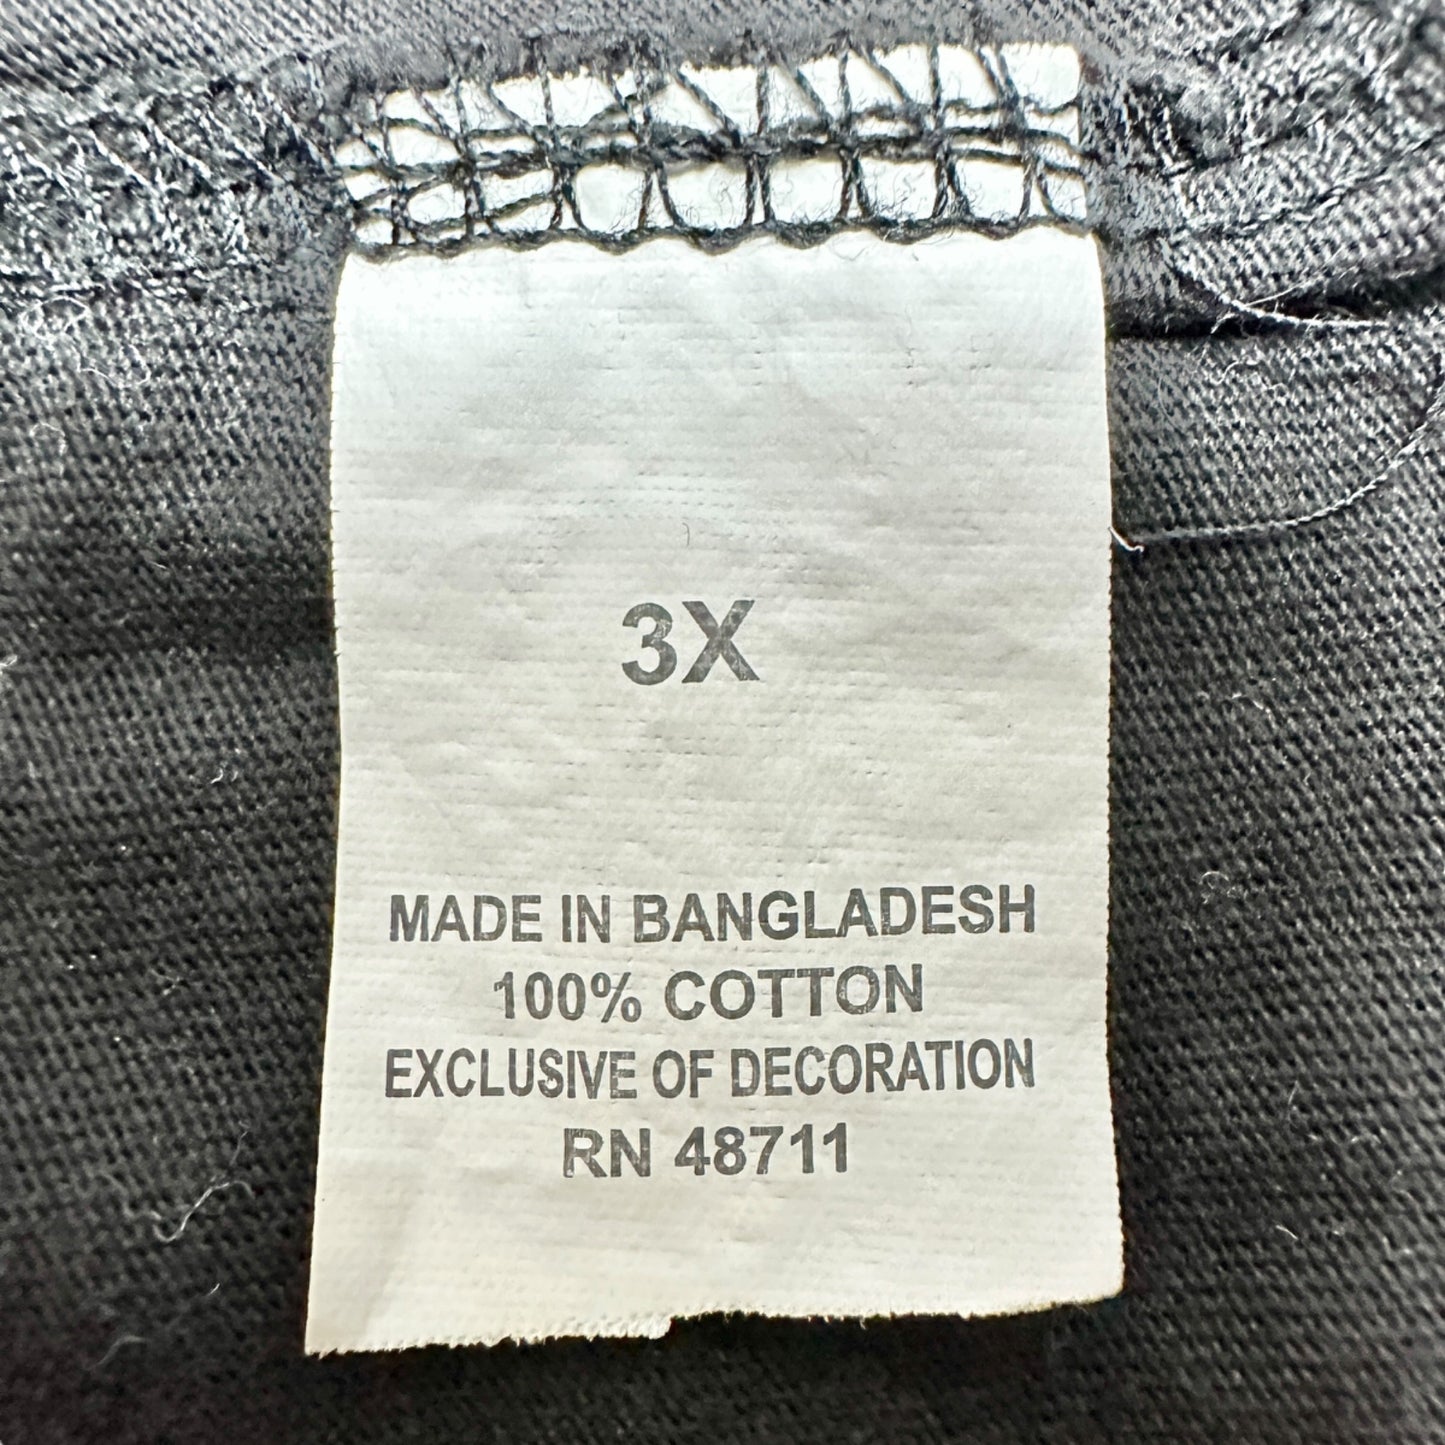 3X
MADE IN BANGLADESH
100% COTTON
EXCLUSIVE OF DECORATION
RN 48711